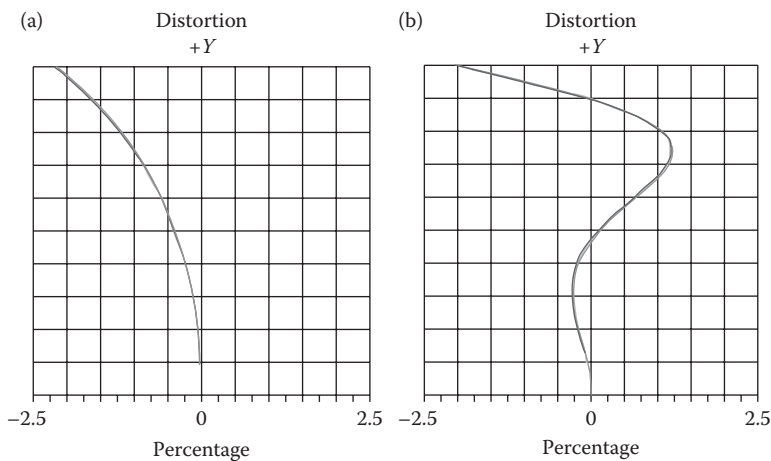 (a)
Distortion
+Y
−2.5 0 2.5
Percentage
(b)
Distortion
+Y
−2.5 0 2.5
Percentage